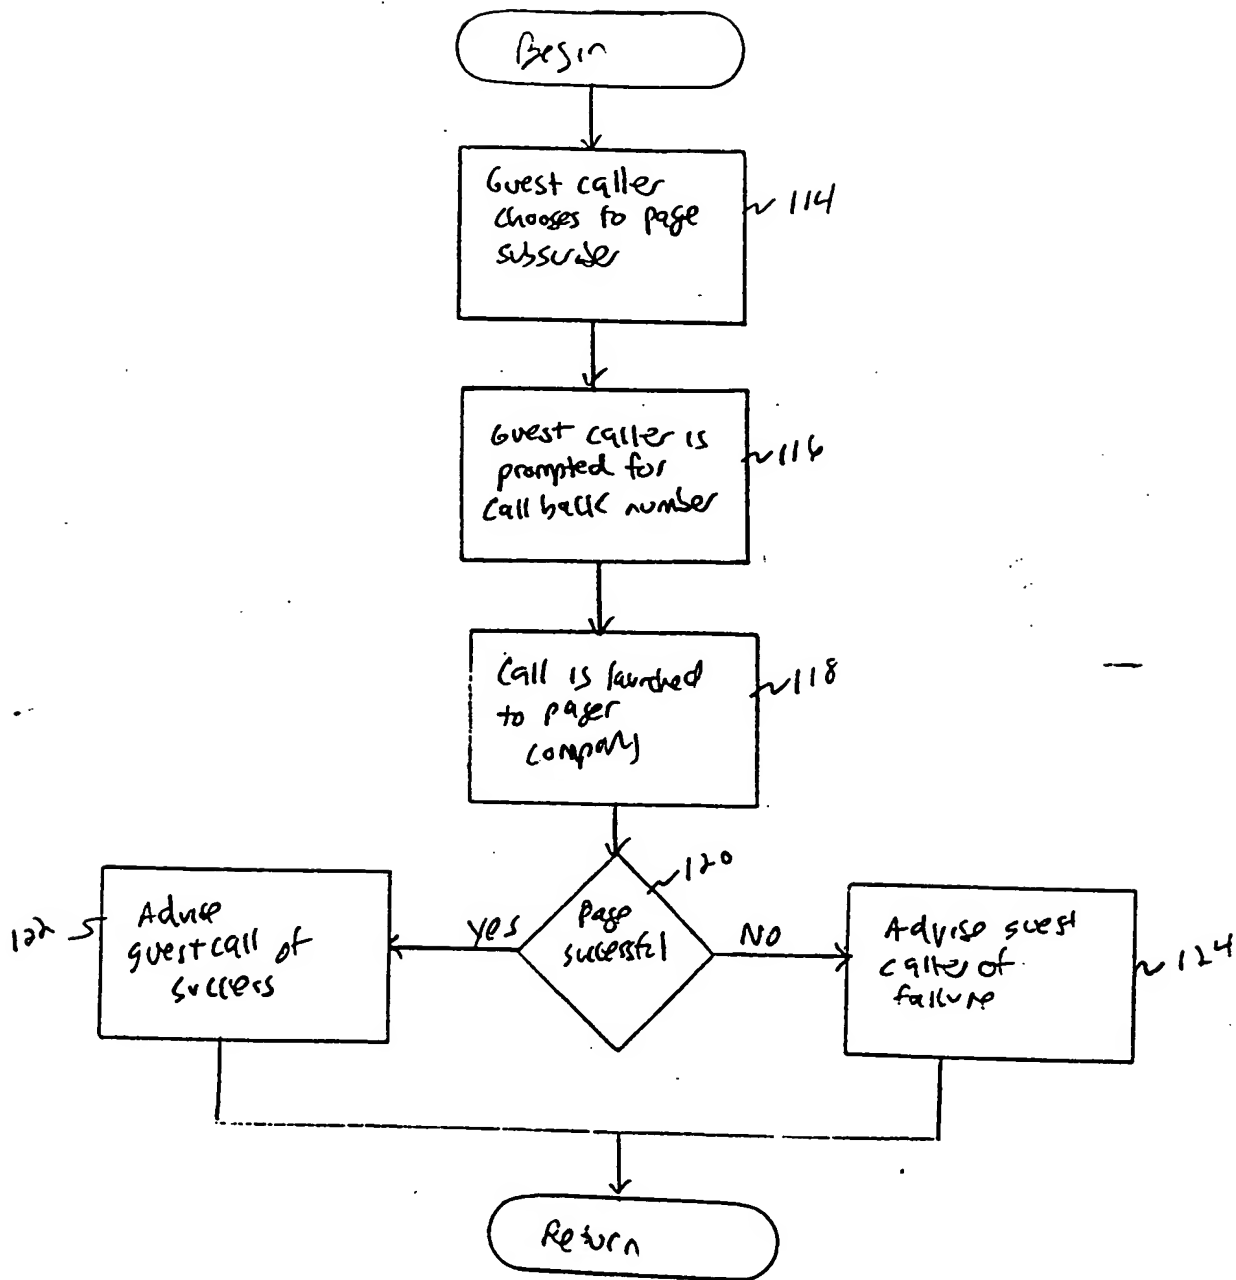 Begin
Guest caller
chooses to page
subscriber
114
Guest caller is
prompted for
call back number
116
Call is launched
to pager
company
118
120
Page
successful
yes
NO
122
Advise
guest call of
success
Advise guest
caller of
failure
124
Return